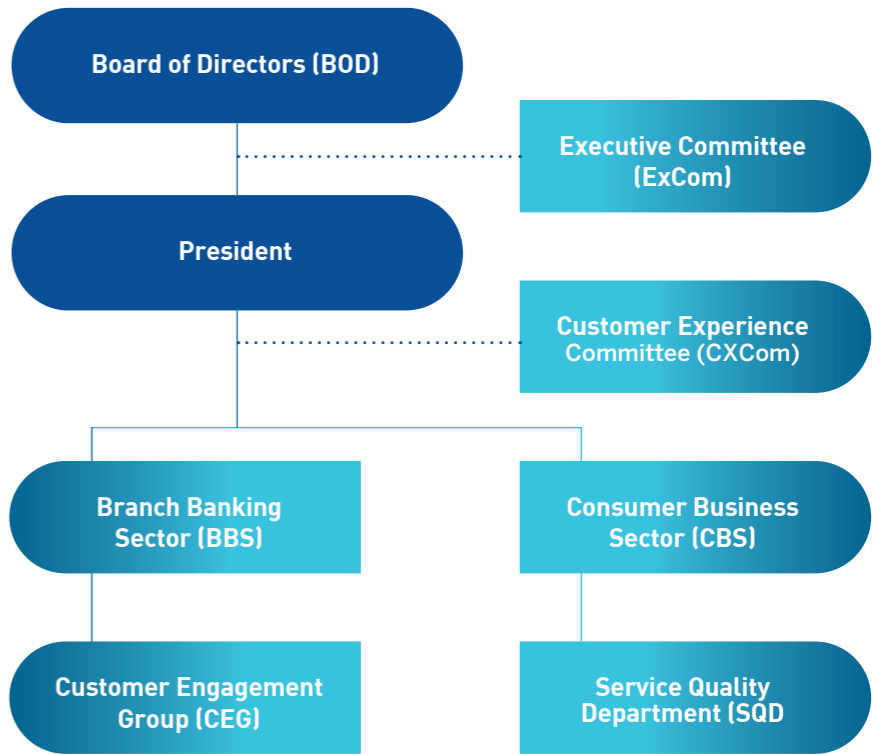 Board of Directors (BOD)
Executive Committee
(ExCom)
President
Customer Experience
Committee (CXCom)
Branch Banking
Sector (BBS)
Consumer Business
Sector (CBS)
Customer Engagement
Group (CEG)
Service Quality
Department (SQD